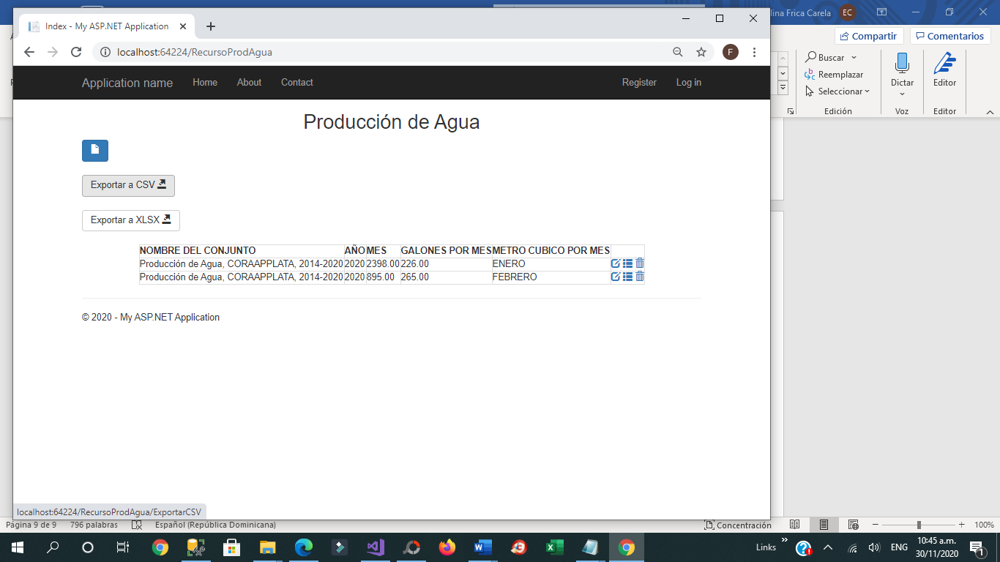 lina Frica Carela EC
Index - My ASP.NET Application
Compartir Comentarios
localhost:64224/RecursoProdAgua F
Buscar
Reemplazar
Seleccionar
Edición
Dictar
Voz
Editor
Editor
Application name Home About Contact Register Log in
Producción de Agua
Exportar a CSV
Exportar a XLSX
NOMBRE DEL CONJUNTO AÑO MES GALONES POR MES METRO CUBICO POR MES
Producción de Agua, CORAAPPLATA, 2014-2020 2020 2398.00 226.00 ENERO
Producción de Agua, CORAAPPLATA, 2014-2020 2020 895.00 265.00 FEBRERO
© 2020 - My ASP.NET Application
localhost:64224/RecursoProdAgua/ExportarCSV
Página 9 de 9 796 palabras Español (República Dominicana) Concentración 100%
Links ENG 10:45 a.m.
30/11/2020 1